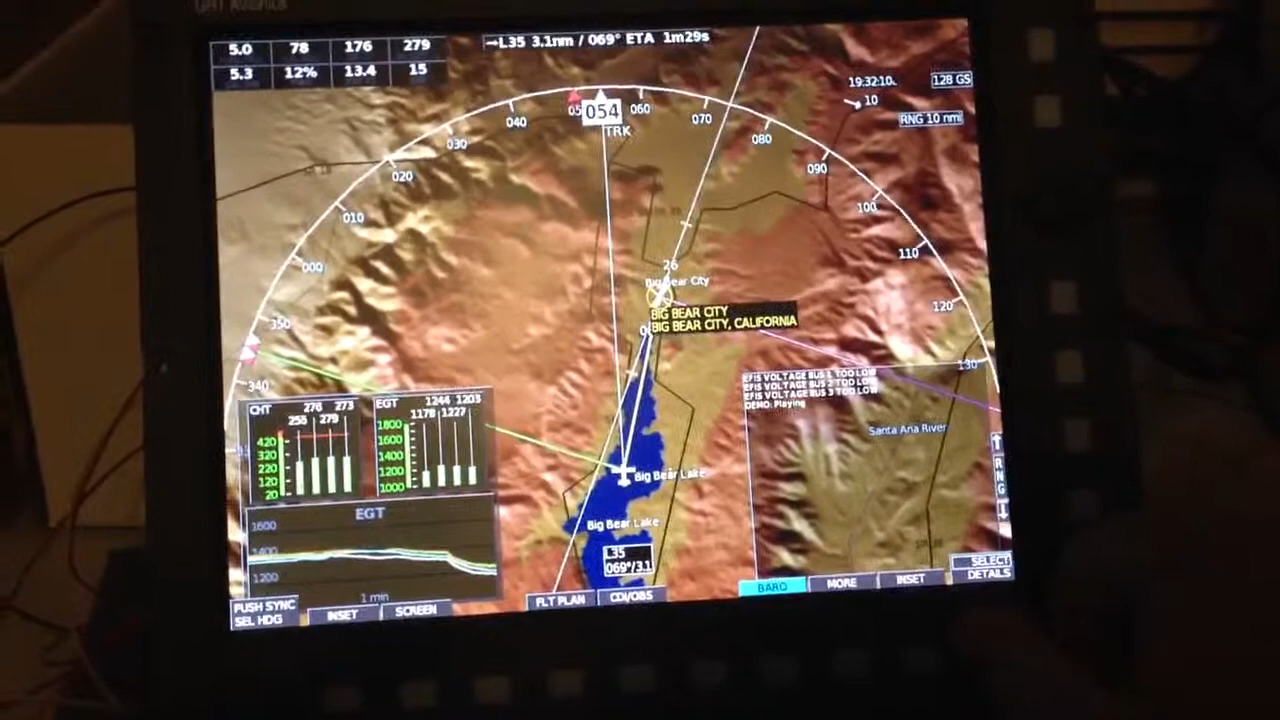 5.0 78 176 279
5.3 12% 13.4 15
L35 3.1nm / 069° ETA 1m29s
19:32:10
128 GS
10
RNG 10 nm
054
TRK
340
350
000
010
020
030
040
060
070
080
090
100
110
120
130
26
Big Bear City
BIG BEAR CITY
BIG BEAR CITY, CALIFORNIA
CHT 276 273
255 279
420
320
220
120
20
EGT 1244 1203
1178 1227
1800
1600
1400
1200
1000
EGT
1600
1400
1200
1 min
EFIS VOLTAGE BUS 1 TOO LOW
EFIS VOLTAGE BUS 2 TOO LOW
EFIS VOLTAGE BUS 3 TOO LOW
DEMO: Playing
Santa Ana River
RNG
Big Bear Lake
Big Bear Lake
L35
069°/3.1
PUSH SYNC
SEL HDG
INSET
SCREEN
FLT PLAN
CDI/OBS
BARO
MORE
INSET
SELECT
DETAILS